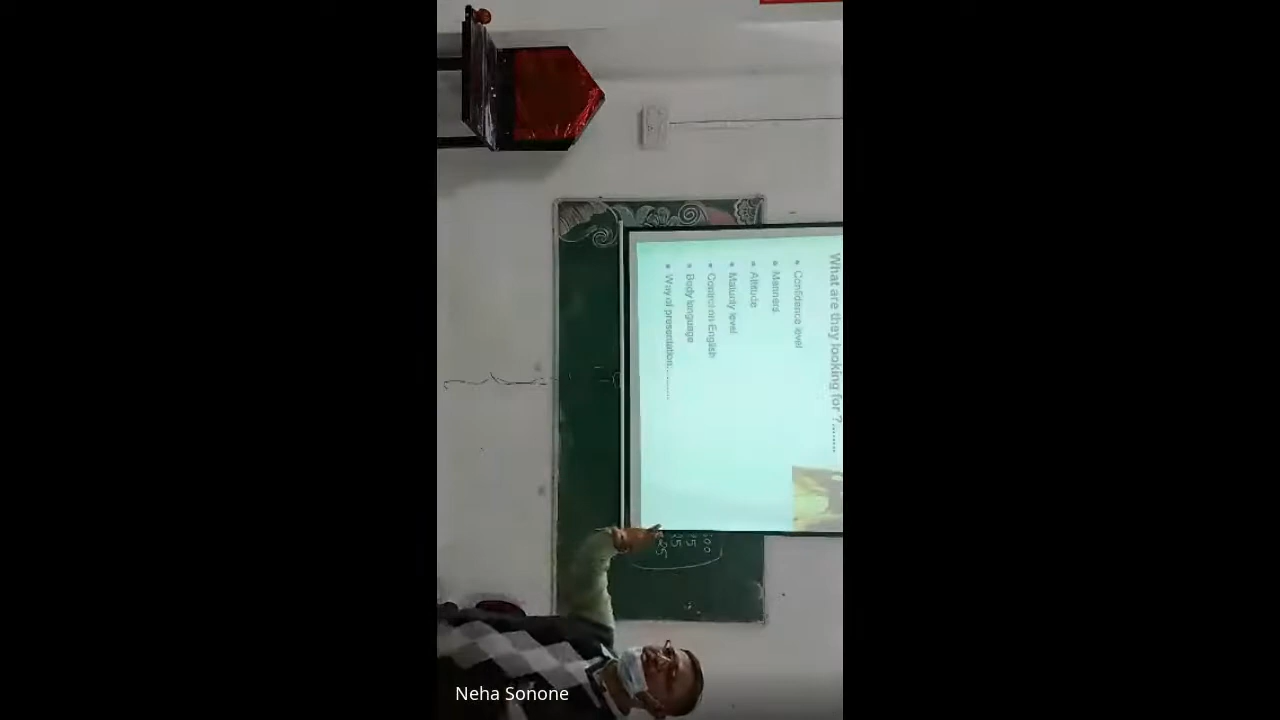 What are they looking for ?........
• Confidence level
• Manners
• Attitude
• Maturity level
• Control on English
• Body language
• Way of presentation...........
Neha Sonone